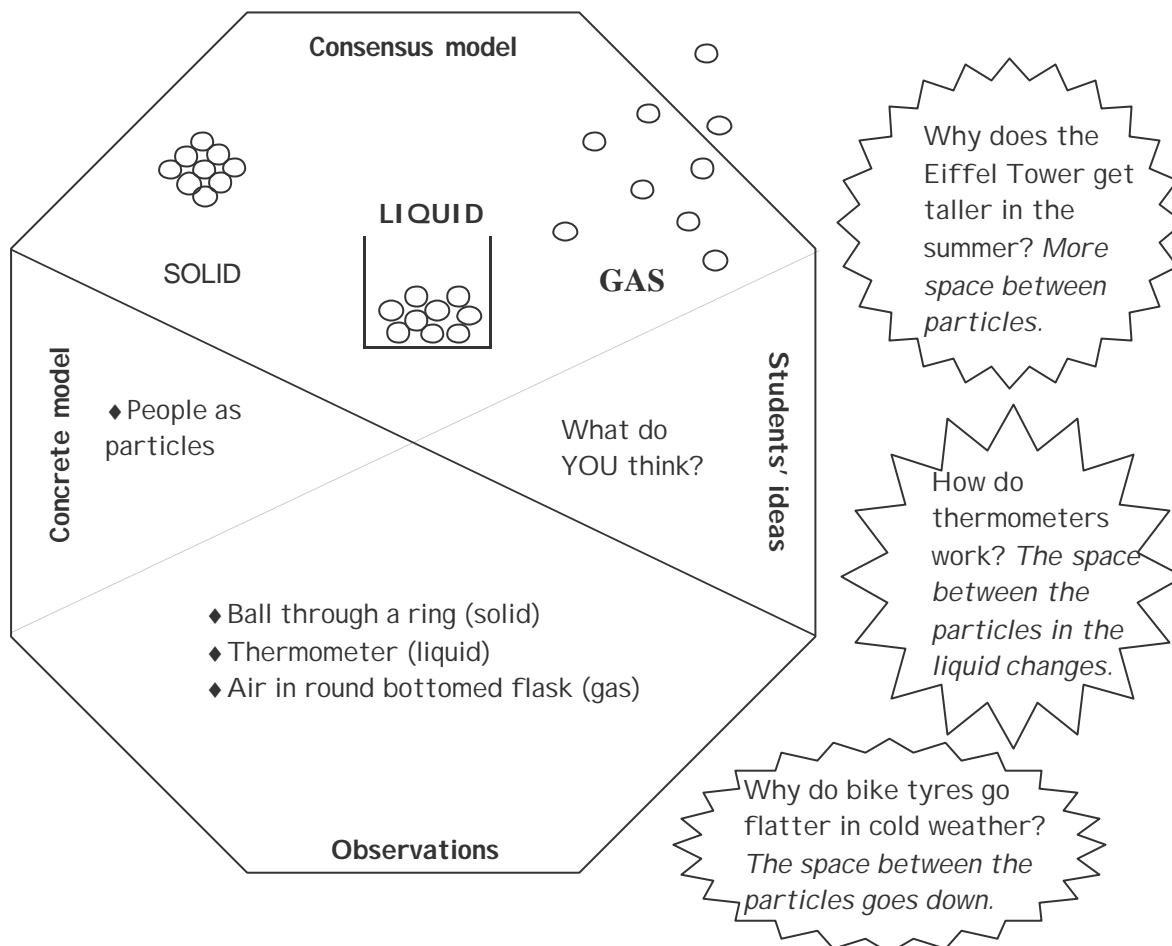 Consensus model
SOLID
LIQUID
GAS
Concrete model
♦ People as
particles
What do
YOU think?
Students' ideas
♦ Ball through a ring (solid)
♦ Thermometer (liquid)
♦ Air in round bottomed flask (gas)
Observations
Why does the
Eiffel Tower get
taller in the
summer? More
space between
particles.
How do
thermometers
work? The space
between the
particles in the
liquid changes.
Why do bike tyres go
flatter in cold weather?
The space between the
particles goes down.